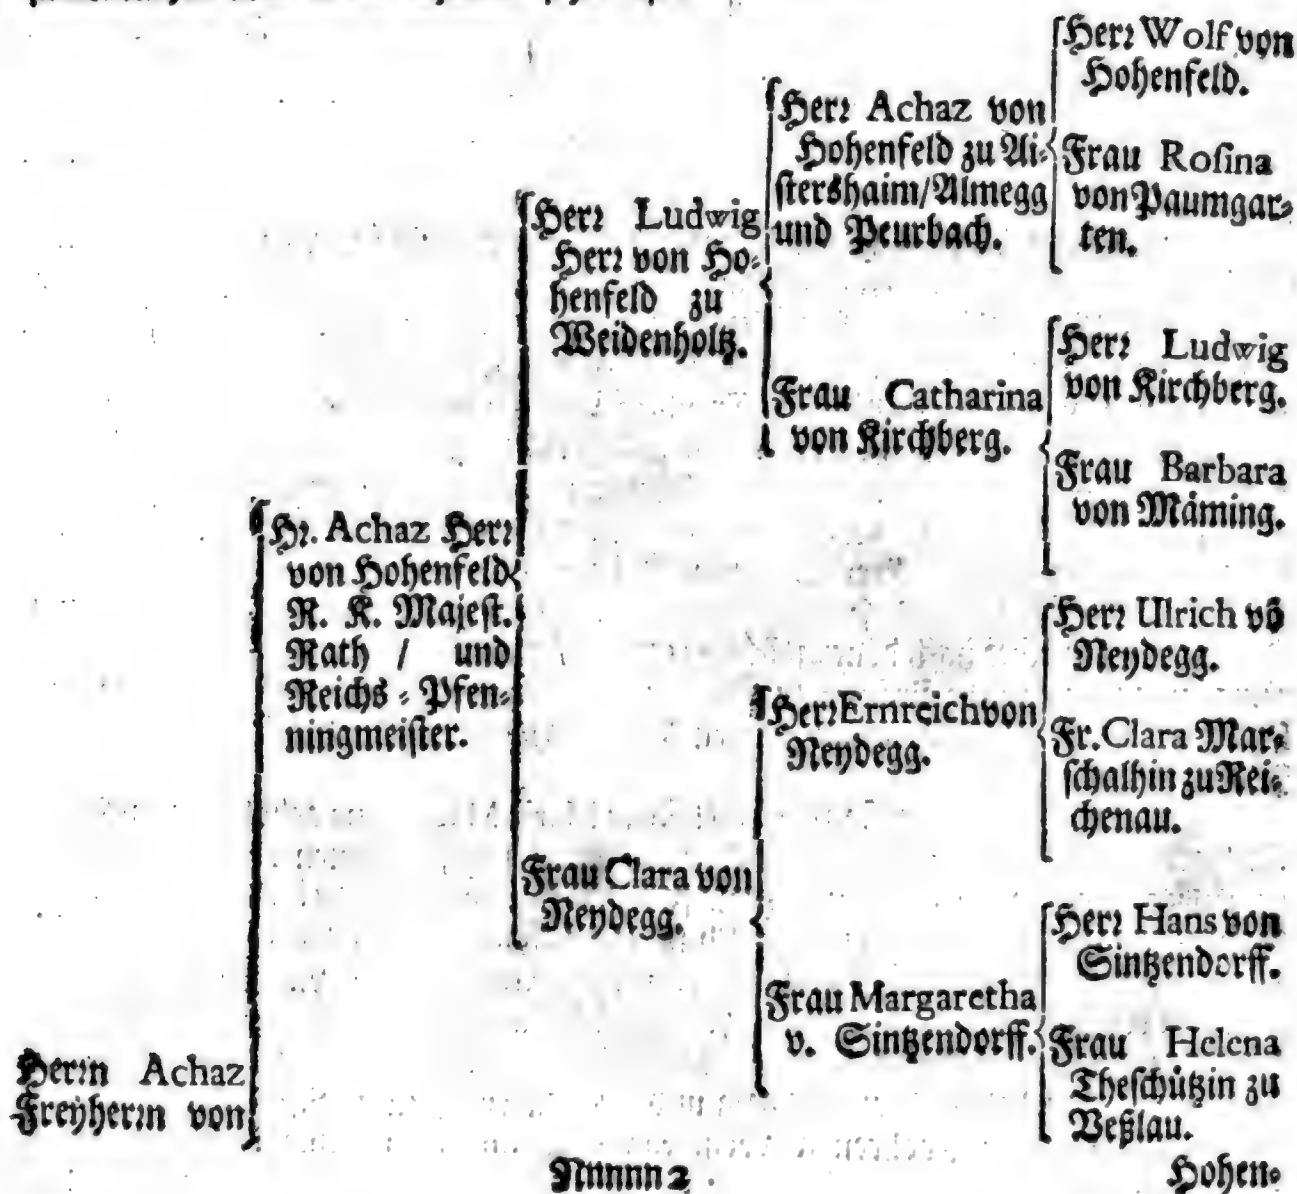 Herr Wolf von
Hohenfeld.
Herr Achaz von
Hohenfeld zu Ai-
stershaim/Almegg
und Peurbach.
Frau Rosina
von Paumgar-
ten.
Herr Ludwig
Herr von Ho-
henfeld zu
Weidenholtz.
Herr Ludwig
von Kirchberg.
Frau Catharina
von Kirchberg.
Frau Barbara
von Mäming.
Hr. Achaz Herr
von Hohenfeld
R. K. Majest.
Rath / und
Reichs-Pfen-
ningmeister.
Herr Ulrich vō
Neydegg.
Herr Ernreich von
Neydegg.
Fr. Clara Mar-
schalhin zu Rei-
chenau.
Frau Clara von
Neydegg.
Herr Hans von
Sintzendorff.
Frau Margaretha
v. Sintzendorff.
Frau Helena
Theschützin zu
Veßlau.
Herrn Achaz
Freyherrn von
Nnnnn 2
Hohen-